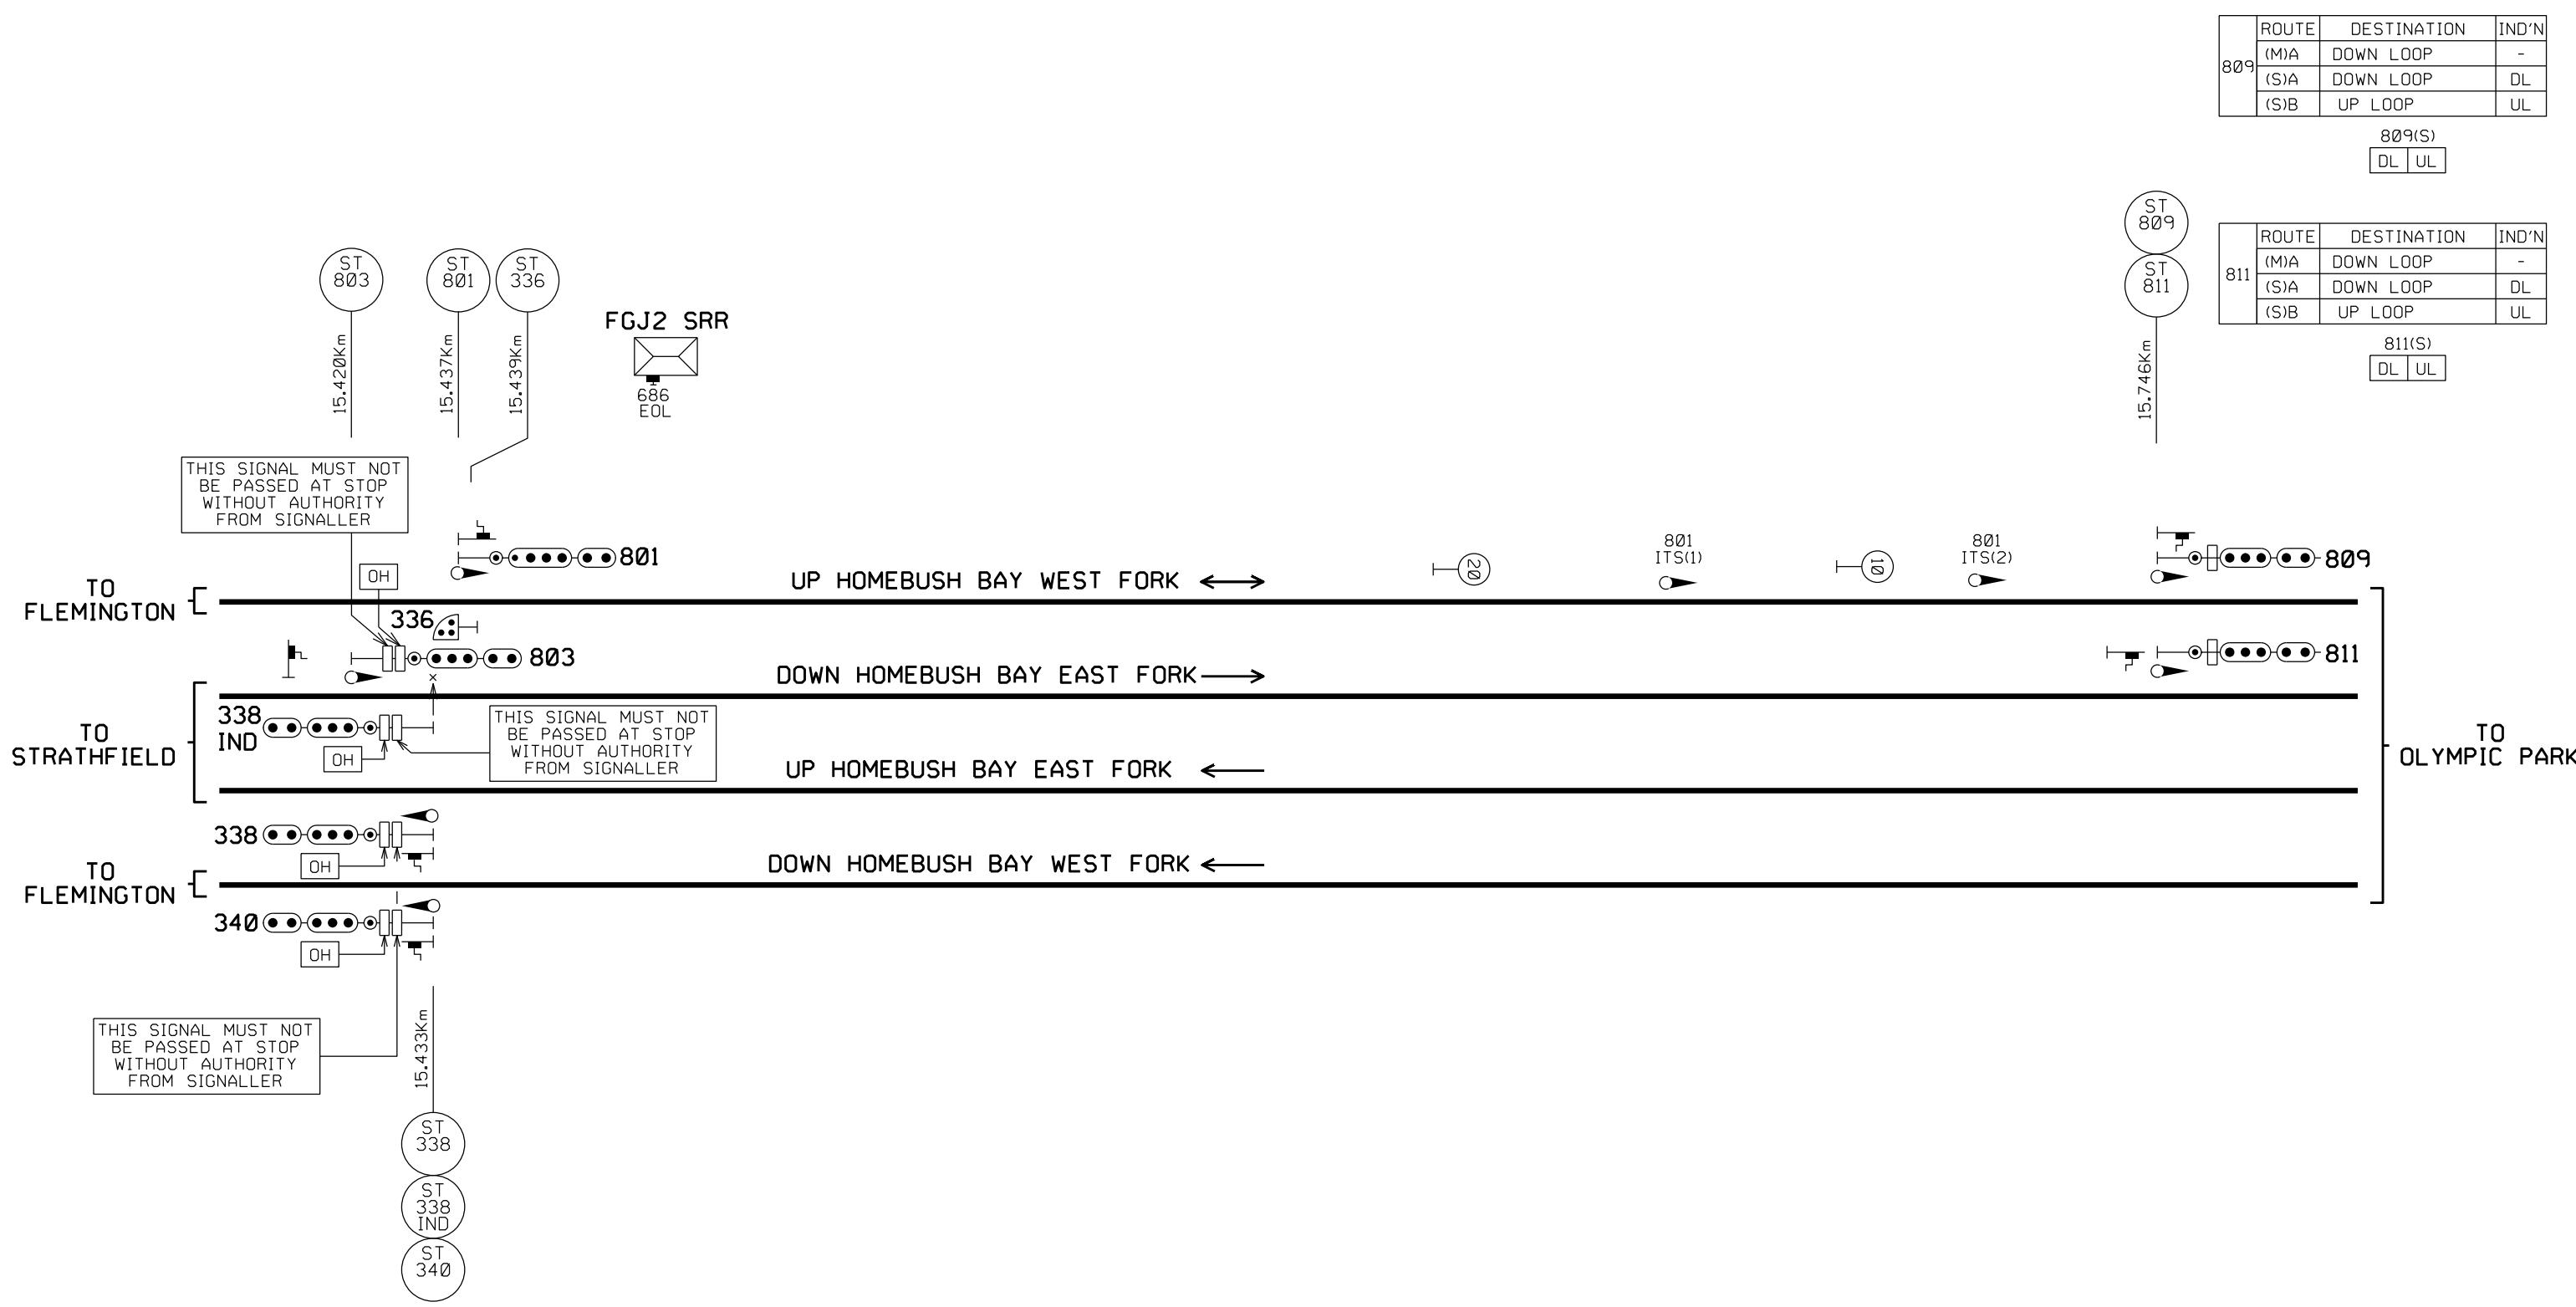 ROUTE DESTINATION IND'N
809
(M)A DOWN LOOP -
(S)A DOWN LOOP DL
(S)B UP LOOP UL
809(S)
DL UL
ST
809
ST
811
15.746Km
ROUTE DESTINATION IND'N
811
(M)A DOWN LOOP -
(S)A DOWN LOOP DL
(S)B UP LOOP UL
811(S)
DL UL
ST
803
15.420Km
ST
801
15.437Km
ST
336
15.439Km
FGJ2 SRR
686
EOL
THIS SIGNAL MUST NOT
BE PASSED AT STOP
WITHOUT AUTHORITY
FROM SIGNALLER
OH
801
20
801
ITS(1)
10
801
ITS(2)
809
TO
FLEMINGTON
UP HOMEBUSH BAY WEST FORK
336
803
811
DOWN HOMEBUSH BAY EAST FORK
TO
STRATHFIELD
338
IND
OH
THIS SIGNAL MUST NOT
BE PASSED AT STOP
WITHOUT AUTHORITY
FROM SIGNALLER
TO
OLYMPIC PARK
UP HOMEBUSH BAY EAST FORK
338
OH
TO
FLEMINGTON
DOWN HOMEBUSH BAY WEST FORK
340
OH
THIS SIGNAL MUST NOT
BE PASSED AT STOP
WITHOUT AUTHORITY
FROM SIGNALLER
15.433Km
ST
338
ST
338
IND
ST
340